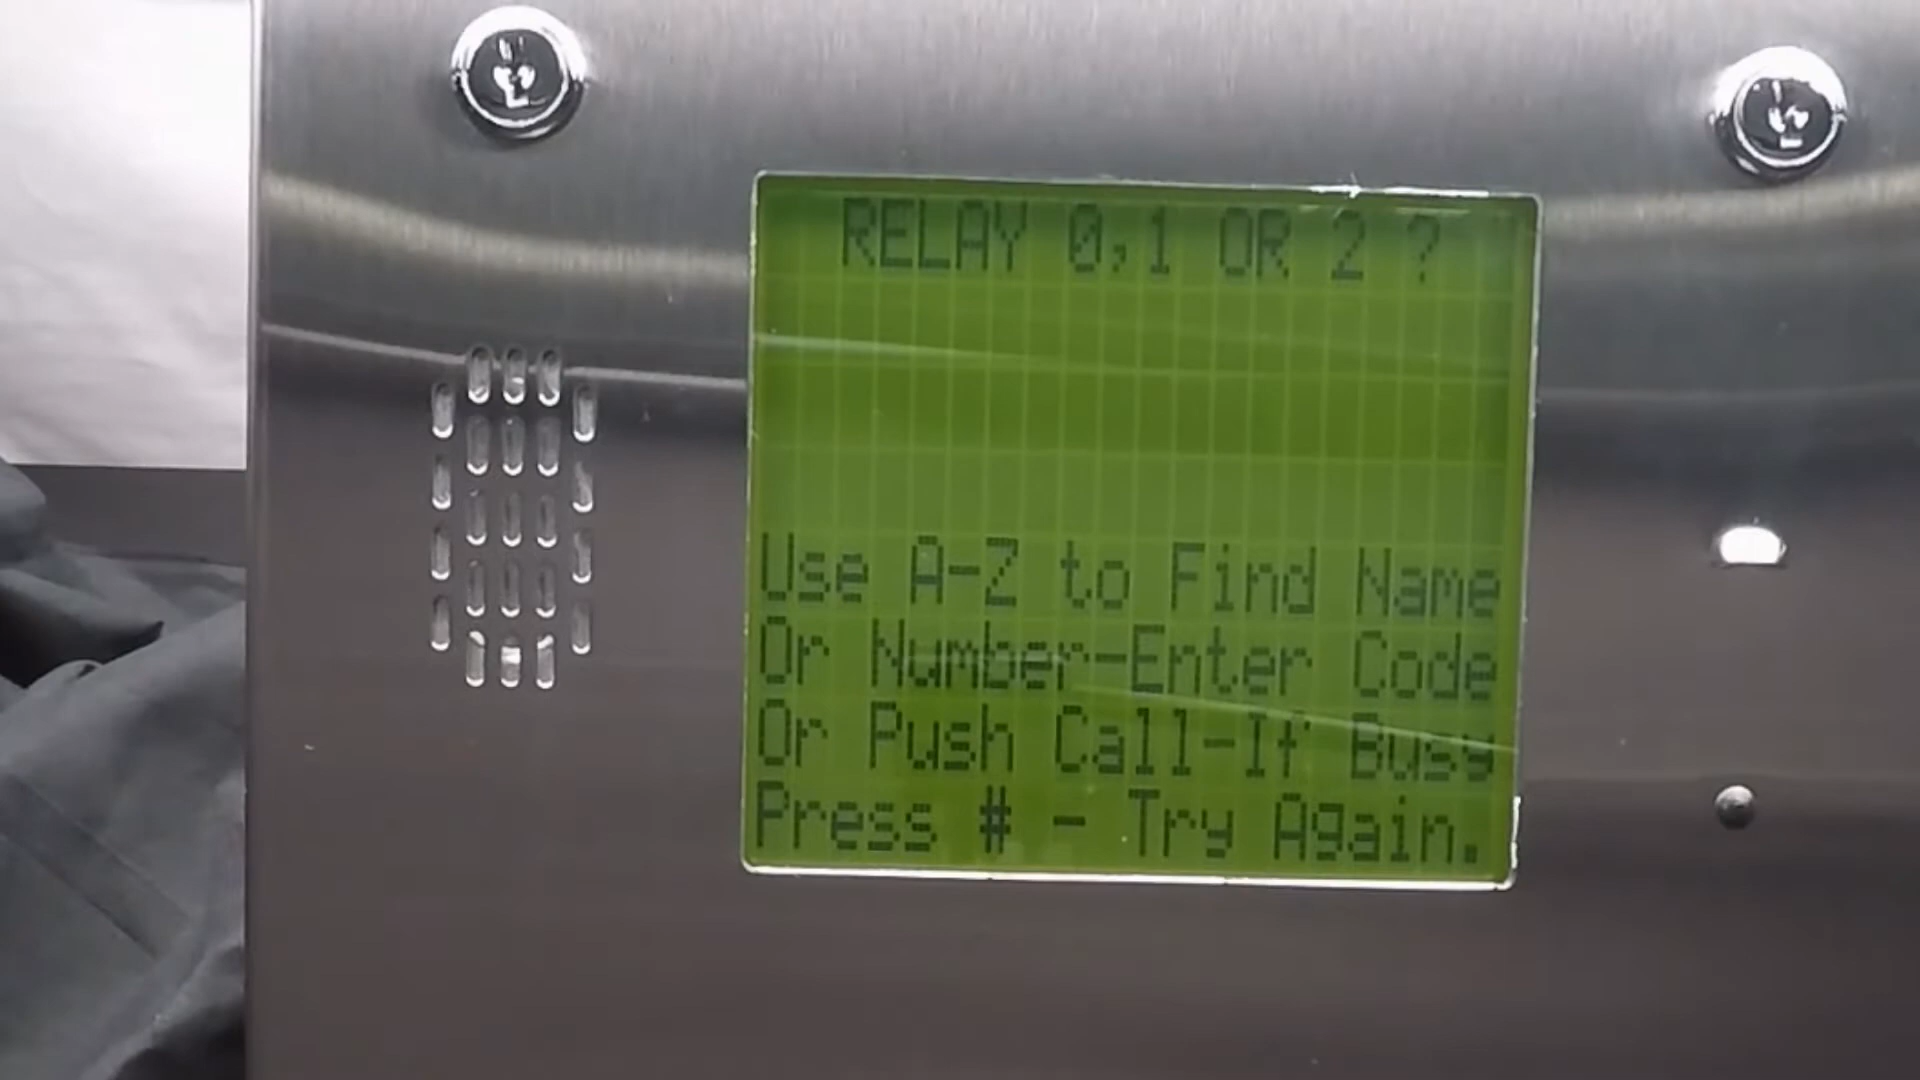 RELAY 0,1 OR 2 ?
Use A-Z to Find Name
Or Number-Enter Code
Or Push Call-If Busy
Press # - Try Again.